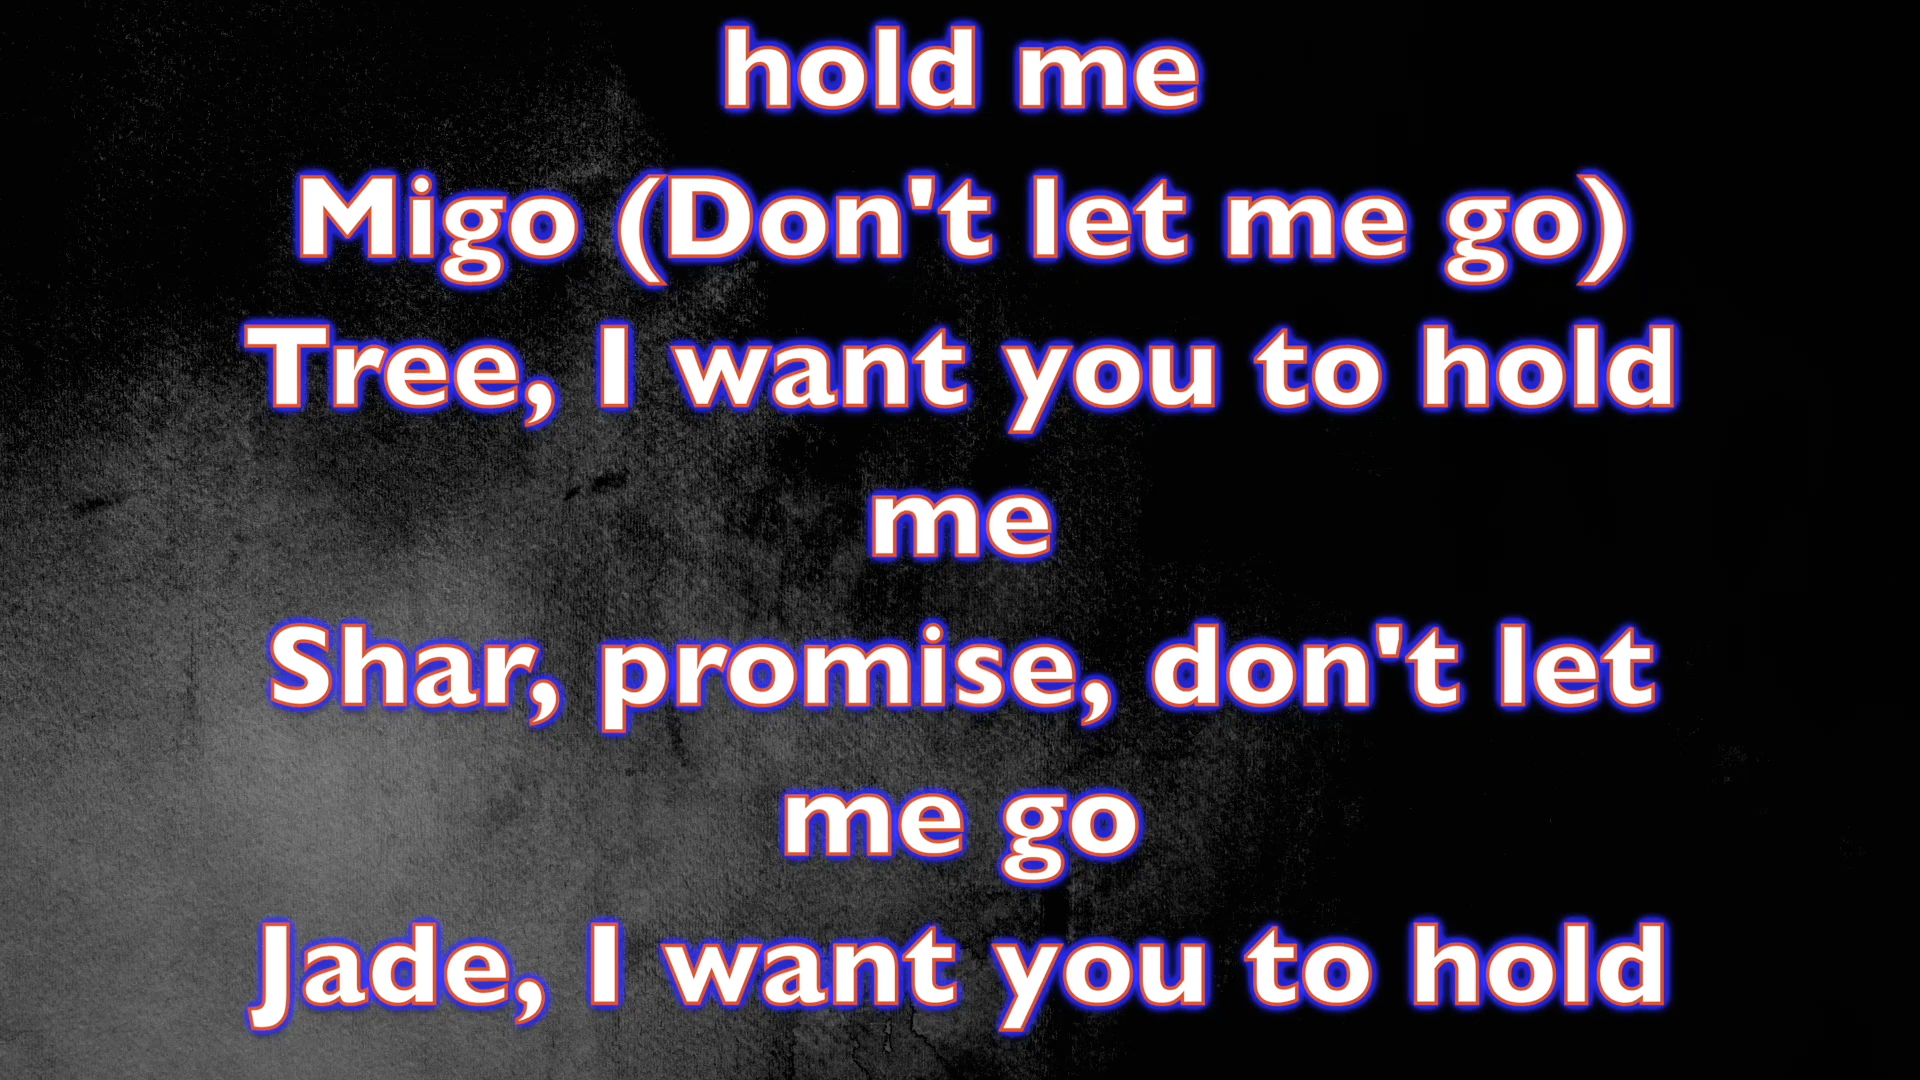 hold me
Migo (Don't let me go)
Tree, I want you to hold
me
Shar, promise, don't let
me go
Jade, I want you to hold